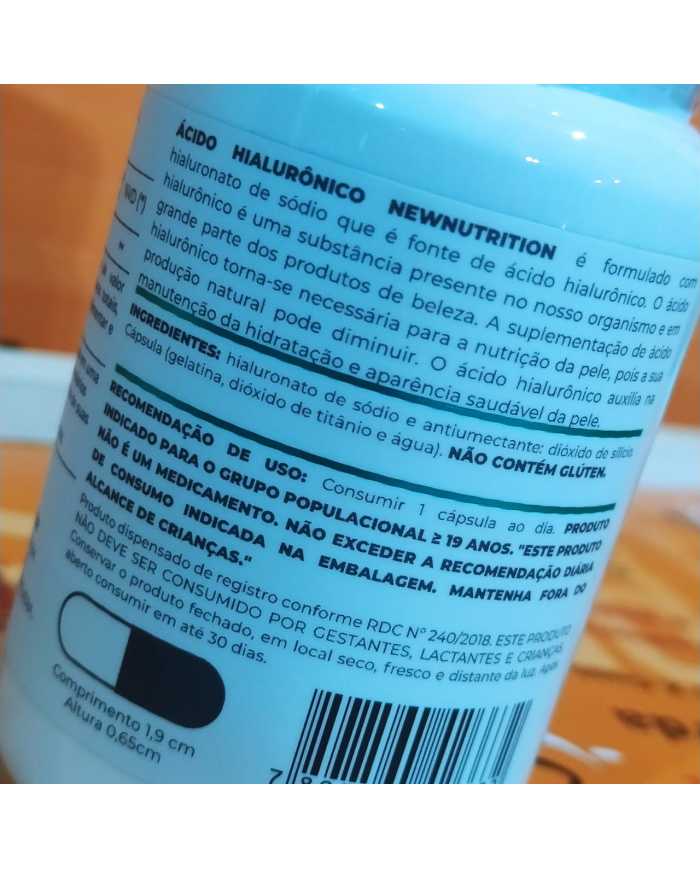 ÁCIDO HIALURÔNICO NEWNUTRITION é formulado com
hialuronato de sódio que é fonte de ácido hialurônico. O ácido
hialurônico é uma substância presente no nosso organismo e em
grande parte dos produtos de beleza. A suplementação de ácido
hialurônico torna-se necessária para a nutrição da pele, pois a sua
produção natural pode diminuir. O ácido hialurônico auxilia na
manutenção da hidratação e aparência saudável da pele.
INGREDIENTES: hialuronato de sódio e antiumectante: dióxido de silício.
Cápsula (gelatina, dióxido de titânio e água). NÃO CONTÉM GLÚTEN.
RECOMENDAÇÃO DE USO: Consumir 1 cápsula ao dia. PRODUTO
INDICADO PARA O GRUPO POPULACIONAL ≥ 19 ANOS. "ESTE PRODUTO
NÃO É UM MEDICAMENTO. NÃO EXCEDER A RECOMENDAÇÃO DIÁRIA
DE CONSUMO INDICADA NA EMBALAGEM. MANTENHA FORA DO
ALCANCE DE CRIANÇAS."
Produto dispensado de registro conforme RDC Nº 240/2018. ESTE PRODUTO
NÃO DEVE SER CONSUMIDO POR GESTANTES, LACTANTES E CRIANÇAS.
Conservar o produto fechado, em local seco, fresco e distante da luz. Após
aberto consumir em até 30 dias.
Comprimento 1,9 cm
Altura 0,65cm
%VD (*)
valor
uma
7